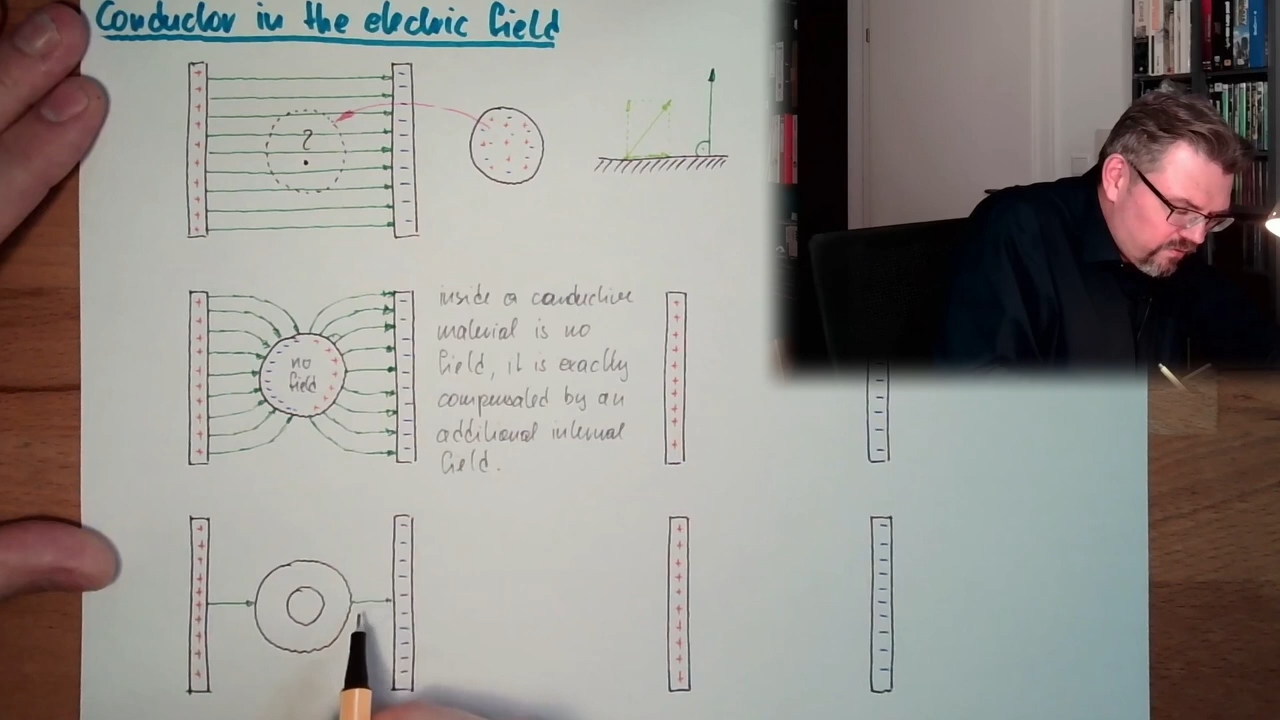 Conductor in the electric field
?
inside a conductive
material is no
field, it is exactly
compensated by an
additional internal
field.
no
field